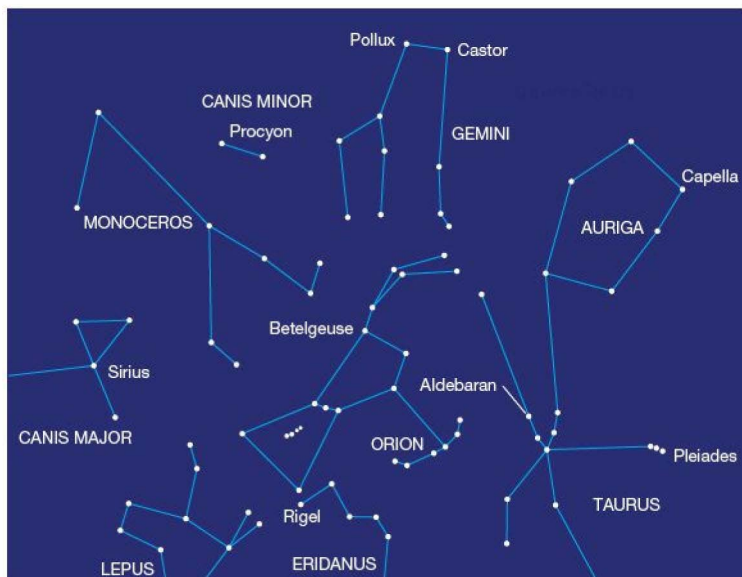 Pollux
Castor
CANIS MINOR
Procyon
GEMINI
Capella
MONOCEROS
AURIGA
Betelgeuse
Sirius
Aldebaran
CANIS MAJOR
ORION
Pleiades
Rigel
TAURUS
LEPUS
ERIDANUS